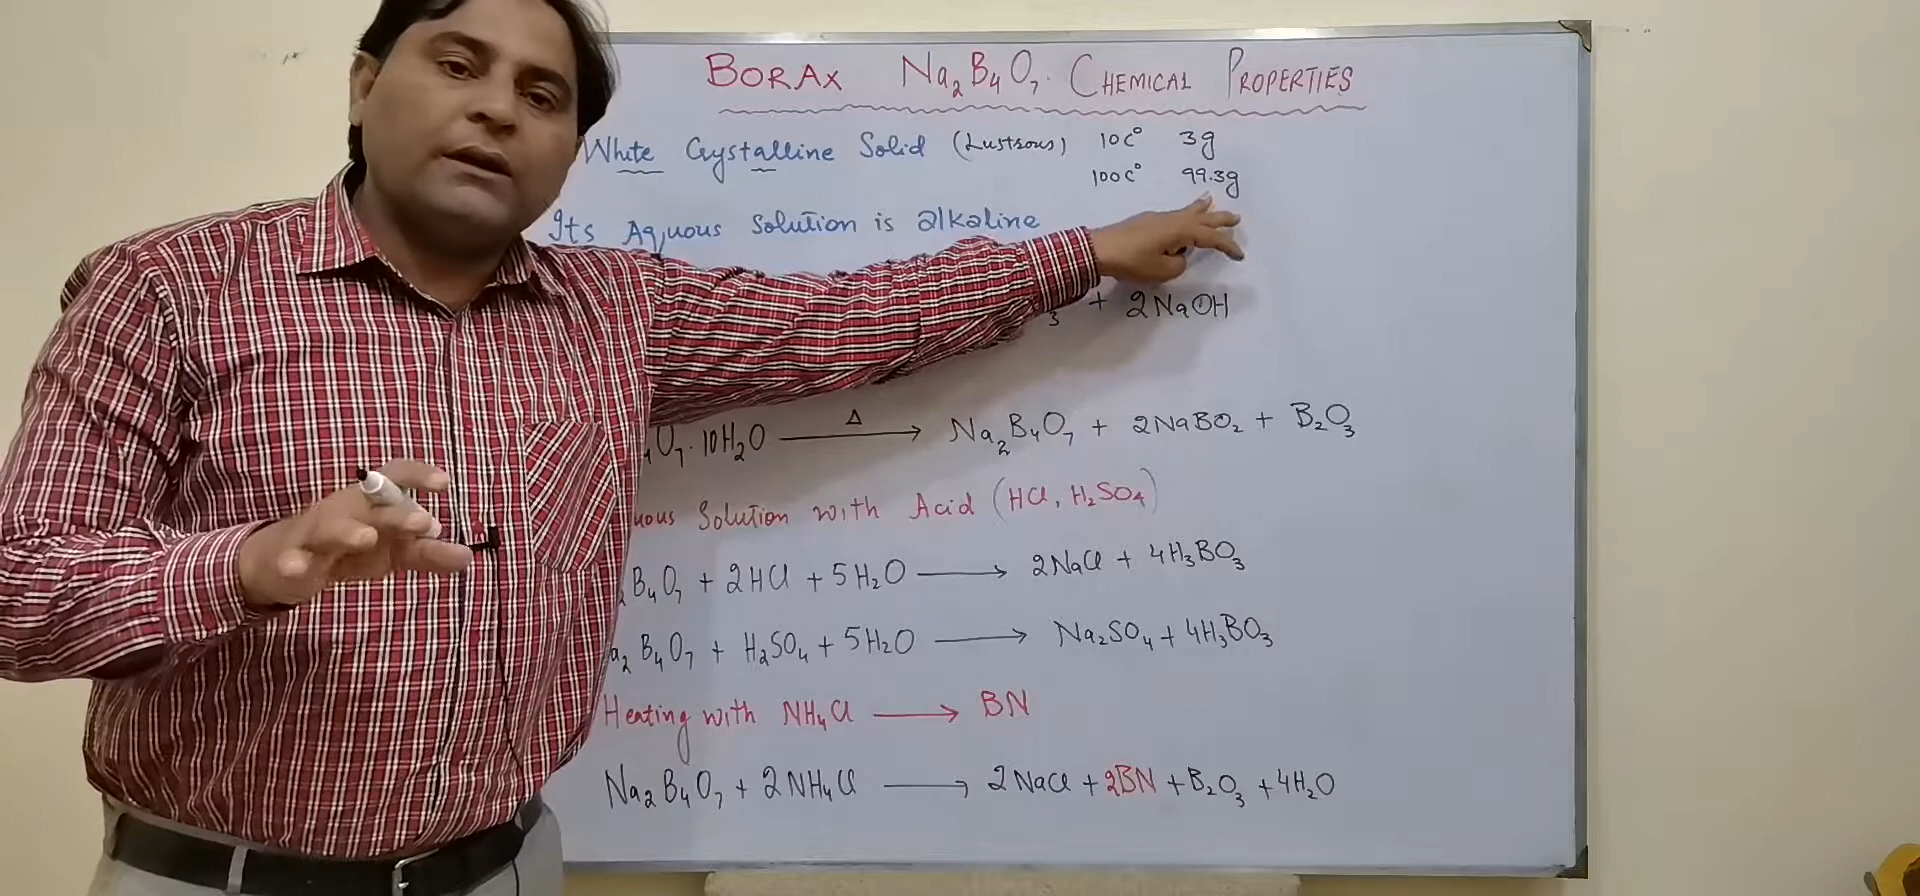 BORAX Na₂B₄O₇. CHEMICAL PROPERTIES
White Crystalline Solid (Lustrous) 10C° 3g
100C° 99.3g
Its Aquous Solution is alkaline
₃ + 2NaOH
₄O₇.10H₂O —Δ→ Na₂B₄O₇ + 2NaBO₂ + B₂O₃
uous Solution with Acid (HCl, H₂SO₄)
₂B₄O₇ + 2HCl + 5H₂O → 2NaCl + 4H₃BO₃
a₂B₄O₇ + H₂SO₄ + 5H₂O → Na₂SO₄ + 4H₃BO₃
Heating with NH₄Cl → BN
Na₂B₄O₇ + 2NH₄Cl → 2NaCl + 2BN + B₂O₃ + 4H₂O